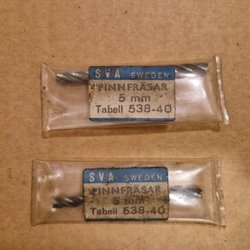 SVA SWEDEN
PINNFRÄSAR
5 mm
Tabell 538-40
SVA SWEDEN
PINNFRÄSAR
5 mm
Tabell 538-40